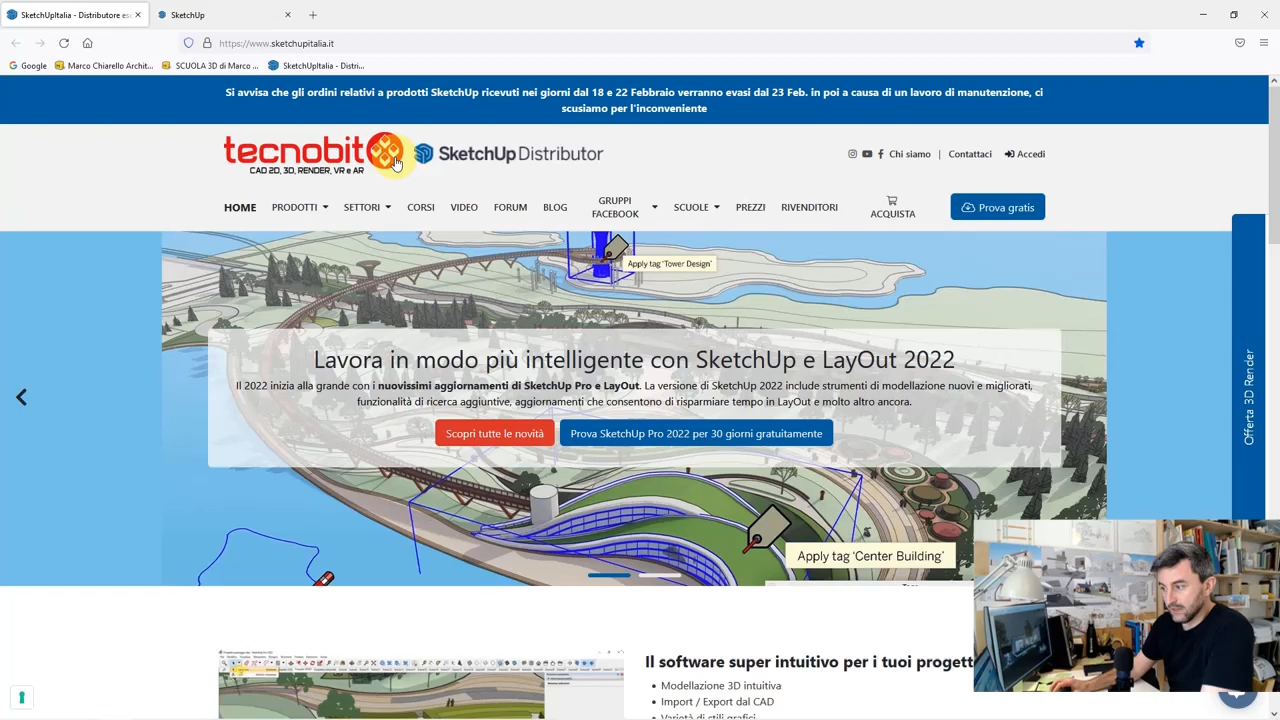 SketchUpItalia - Distributore es
SketchUp
https://www.sketchupitalia.it
Google
Marco Chiarello Archit...
SCUOLA 3D di Marco ...
SketchUpItalia - Distri...
Si avvisa che gli ordini relativi a prodotti SketchUp ricevuti nei giorni dal 18 e 22 Febbraio verranno evasi dal 23 Feb. in poi a causa di un lavoro di manutenzione, ci
scusiamo per l'inconveniente
tecnobit
CAD 2D, 3D, RENDER, VR e AR
SketchUp Distributor
Chi siamo | Contattaci Accedi
HOME PRODOTTI SETTORI CORSI VIDEO FORUM BLOG GRUPPI FACEBOOK SCUOLE PREZZI RIVENDITORI ACQUISTA Prova gratis
Apply tag 'Tower Design'
Lavora in modo più intelligente con SketchUp e LayOut 2022
Il 2022 inizia alla grande con i nuovissimi aggiornamenti di SketchUp Pro e LayOut. La versione di SketchUp 2022 include strumenti di modellazione nuovi e migliorati,
funzionalità di ricerca aggiuntive, aggiornamenti che consentono di risparmiare tempo in LayOut e molto altro ancora.
Scopri tutte le novità
Prova SketchUp Pro 2022 per 30 giorni gratuitamente
Offerta 3D Render
Apply tag 'Center Building'
Il software super intuitivo per i tuoi proget
• Modellazione 3D intuitiva
• Import / Export dal CAD
• Varietà di stili grafici